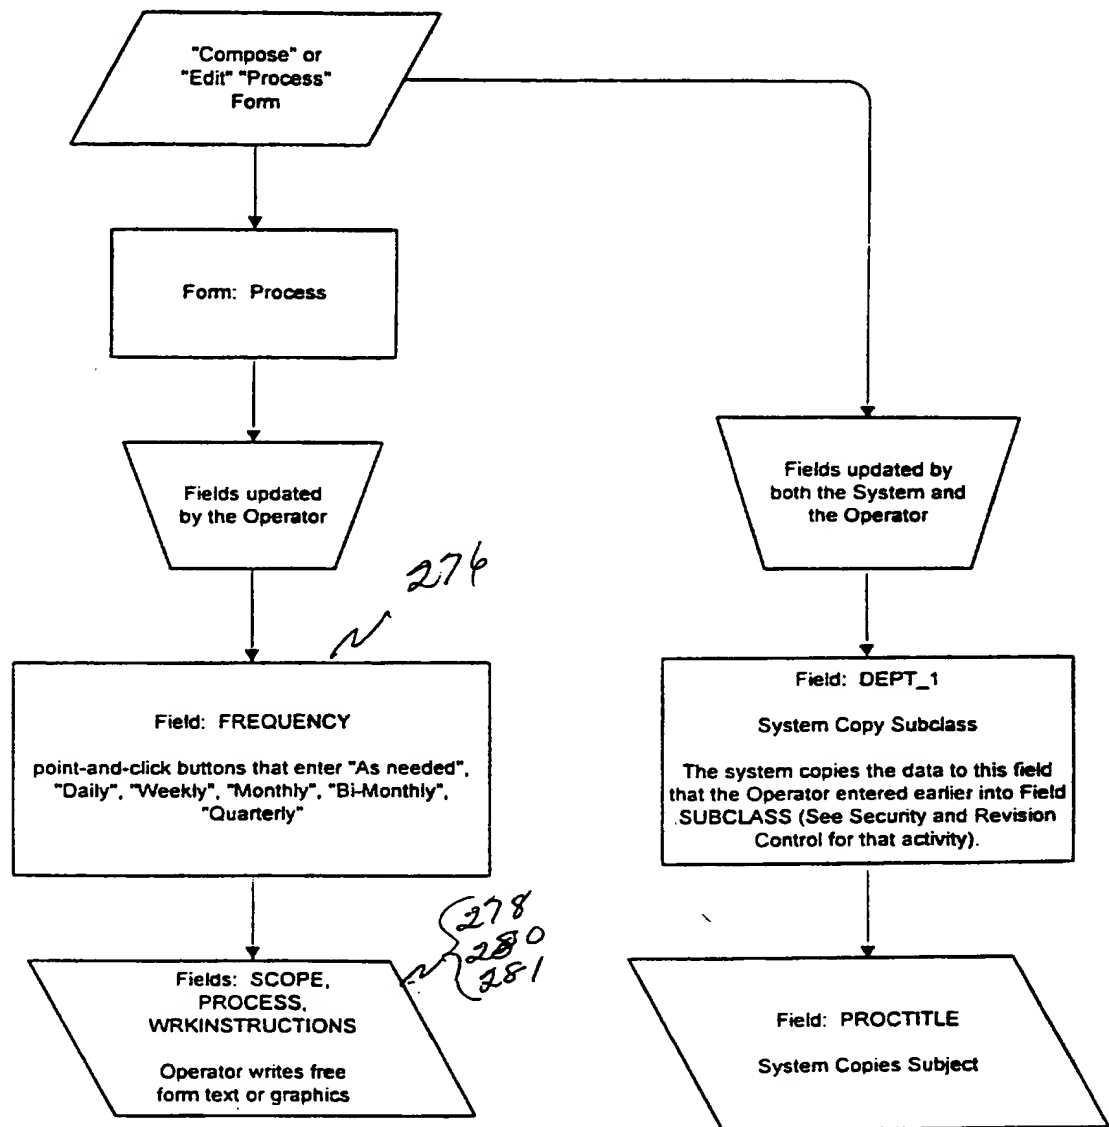 "Compose" or
"Edit" "Process"
Form
Form: Process
Fields updated
by the Operator
Fields updated by
both the System and
the Operator
276
Field: FREQUENCY
point-and-click buttons that enter "As needed",
"Daily", "Weekly", "Monthly", "Bi-Monthly",
"Quarterly"
Field: DEPT_1
System Copy Subclass
The system copies the data to this field
that the Operator entered earlier into Field
SUBCLASS (See Security and Revision
Control for that activity).
278
280
281
Fields: SCOPE,
PROCESS,
WRKINSTRUCTIONS
Operator writes free
form text or graphics
Field: PROCTITLE
System Copies Subject